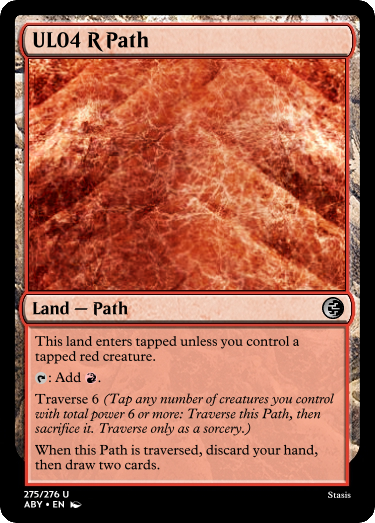 UL04 R Path
Land — Path
This land enters tapped unless you control a
tapped red creature.
: Add .
Traverse 6 (Tap any number of creatures you control
with total power 6 or more: Traverse this Path, then
sacrifice it. Traverse only as a sorcery.)
When this Path is traversed, discard your hand,
then draw two cards.
275/276 U
ABY • EN
Stasis